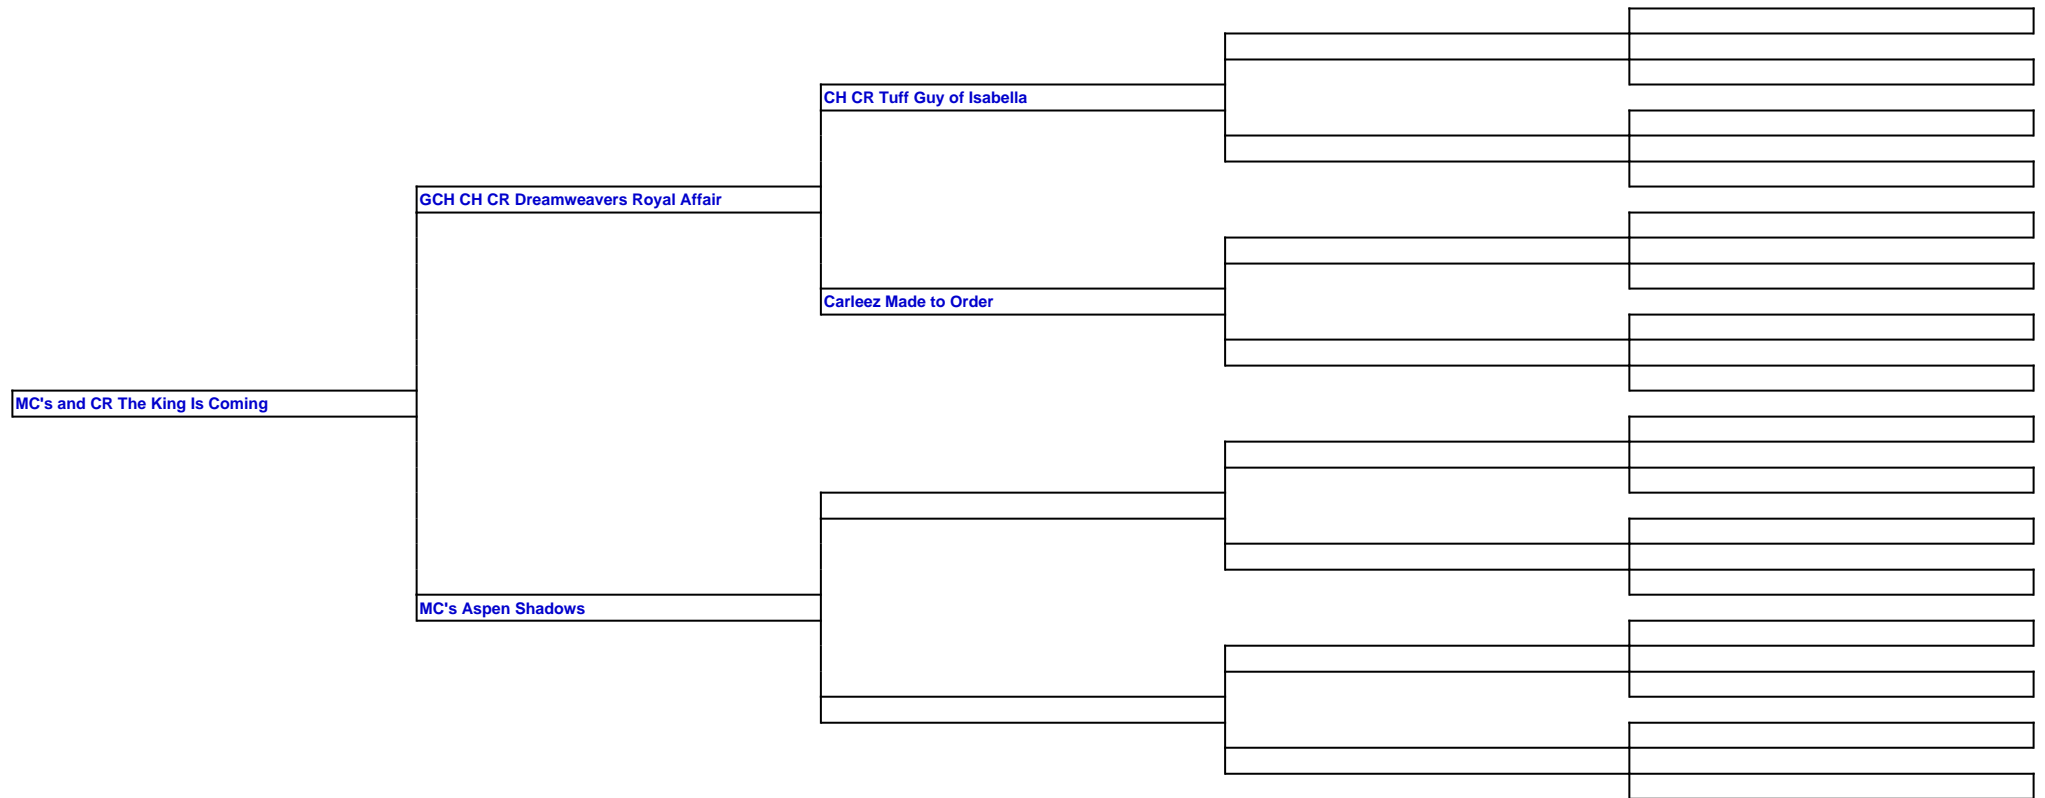 CH CR Tuff Guy of Isabella
GCH CH CR Dreamweavers Royal Affair
Carleez Made to Order
MC's and CR The King Is Coming
MC's Aspen Shadows